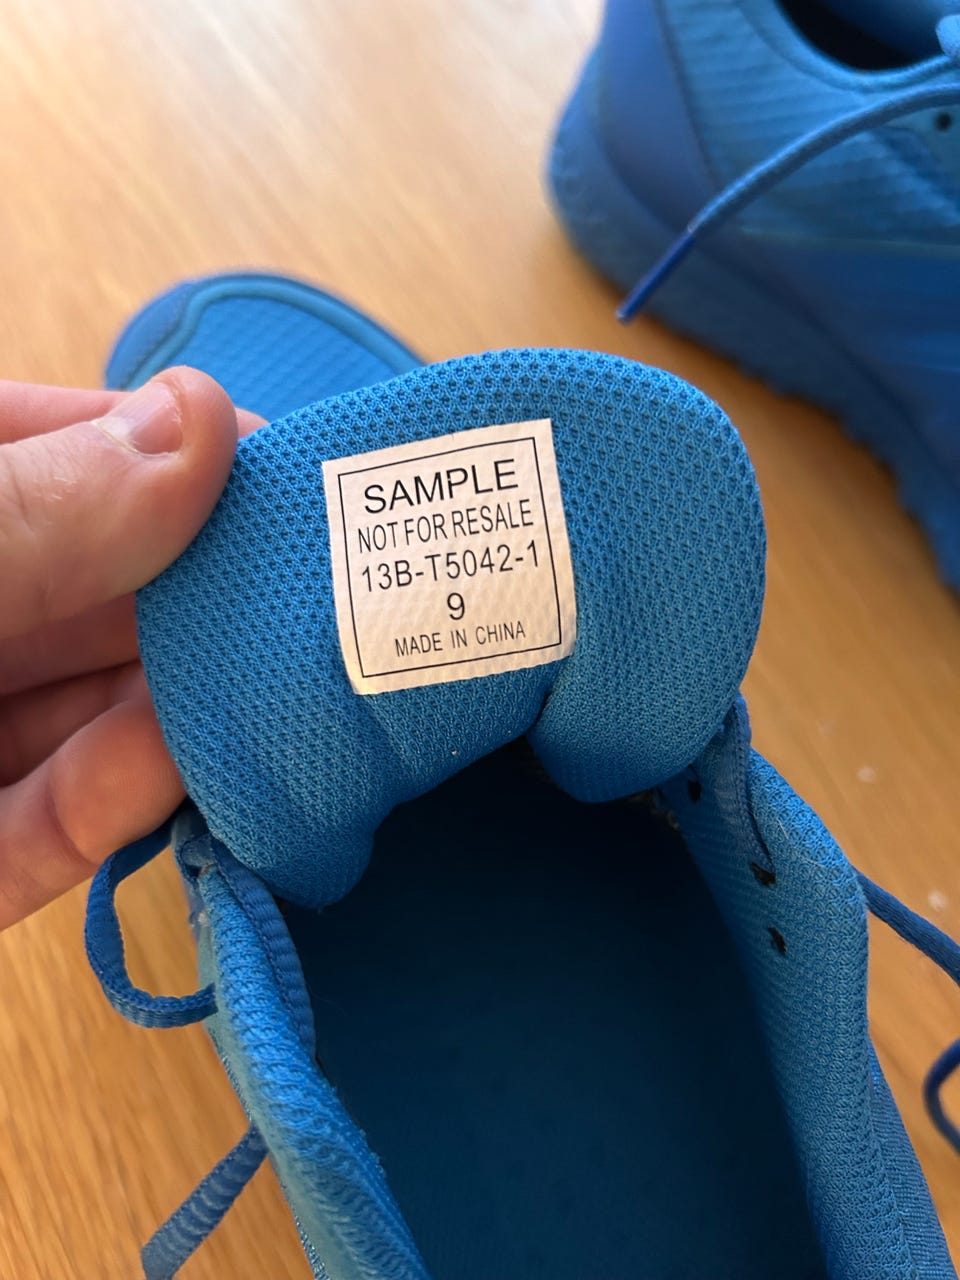 SAMPLE
NOT FOR RESALE
13B-T5042-1
9
MADE IN CHINA